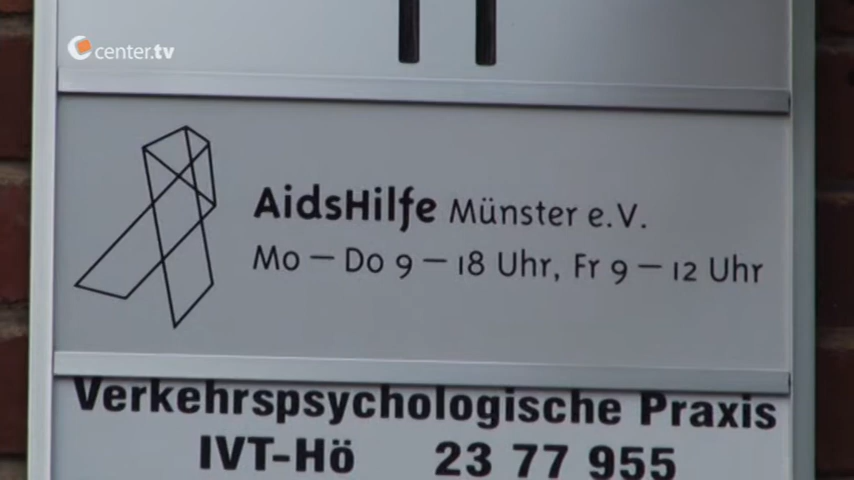 center.tv
AidsHilfe Münster e.V.
Mo – Do 9 – 18 Uhr, Fr 9 – 12 Uhr
Verkehrspsychologische Praxis
IVT-Hö 23 77 955